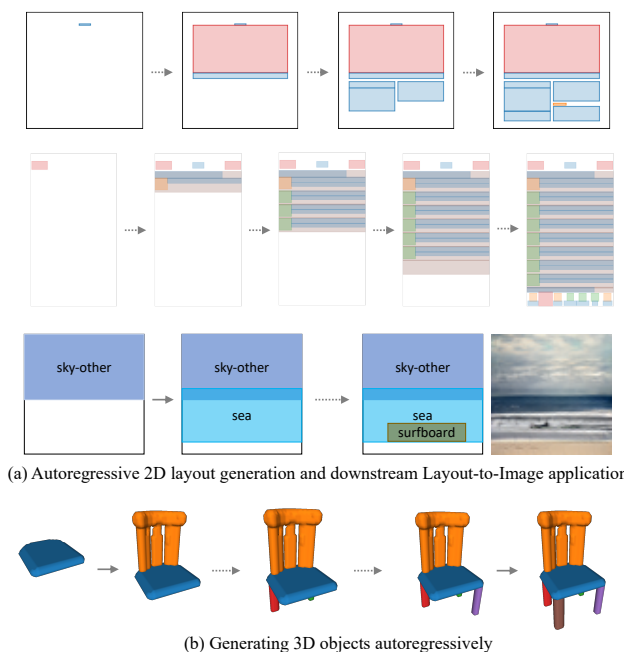 sky-other
sky-other
sea
sky-other
sea
surfboard
(a) Autoregressive 2D layout generation and downstream Layout-to-Image application
(b) Generating 3D objects autoregressively